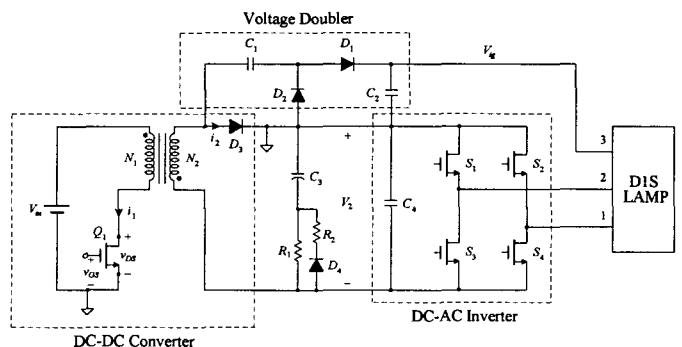 Voltage Doubler
C1
D1
Vig
D2
C2
i2
D3
+
N1
N2
C3
S1
S2
3
2
1
D1S
LAMP
Vin
i1
V2
C4
Q1
+
vDS
+
vGS
−
−
R1
R2
D4
S3
S4
−
DC-AC Inverter
DC-DC Converter